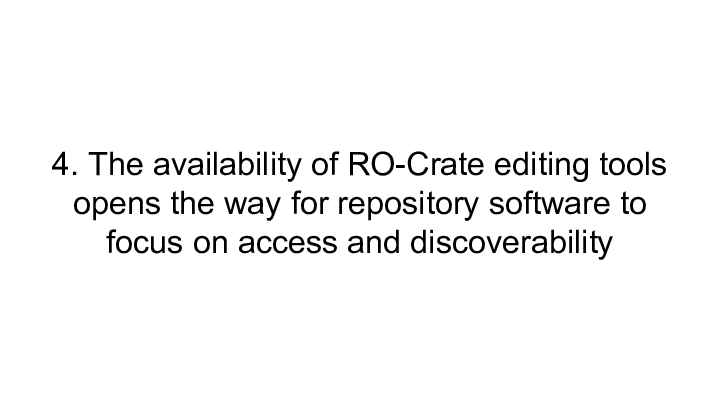 4. The availability of RO-Crate editing tools
opens the way for repository software to
focus on access and discoverability